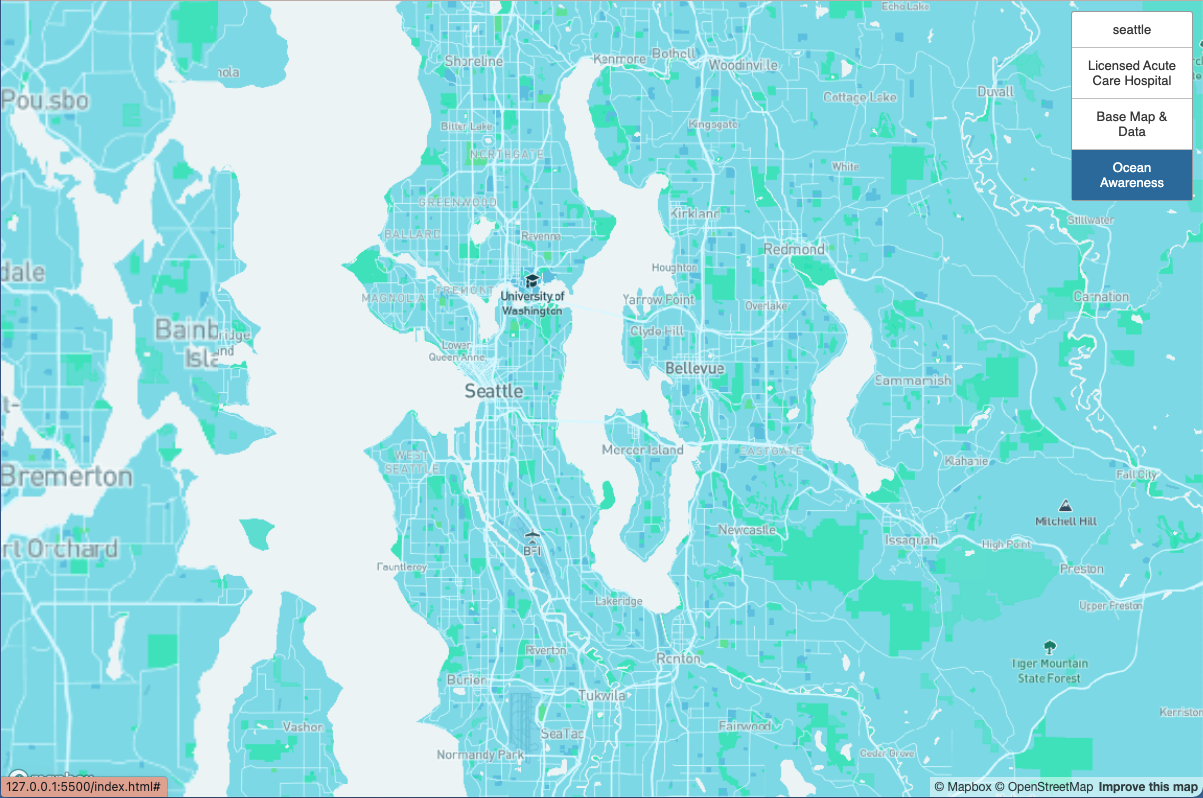 Echo Lake
seattle
Shoreline
Kenmore
Bothell
Woodinville
Licensed Acute
Care Hospital
Poulsbo
Cottage Lake
Duvall
Bitter Lake
Kingsgate
Base Map &
Data
NORTHGATE
White
Ocean
Awareness
GREENWOOD
Kirkland
Stillwater
BALLARD
Ravenna
Redmond
dale
Houghton
MAGNOLIA
FREMONT
University of
Washington
Yarrow Point
Overlake
Carnation
Bainbridge
Island
Clyde Hill
Lower
Queen Anne
Bellevue
Seattle
Sammamish
WEST
SEATTLE
Mercer Island
EASTGATE
Klahanie
Fall City
Bremerton
Mitchell Hill
Newcastle
Issaquah
High Point
rt Orchard
B-I
Fauntleroy
Preston
Lakeridge
Upper Preston
Riverton
Renton
Tiger Mountain
State Forest
Burien
Tukwila
Vashon
SeaTac
Fairwood
Kerriston
Normandy Park
Cedar Grove
mapbox
127.0.0.1:5500/index.html#
© Mapbox © OpenStreetMap Improve this map